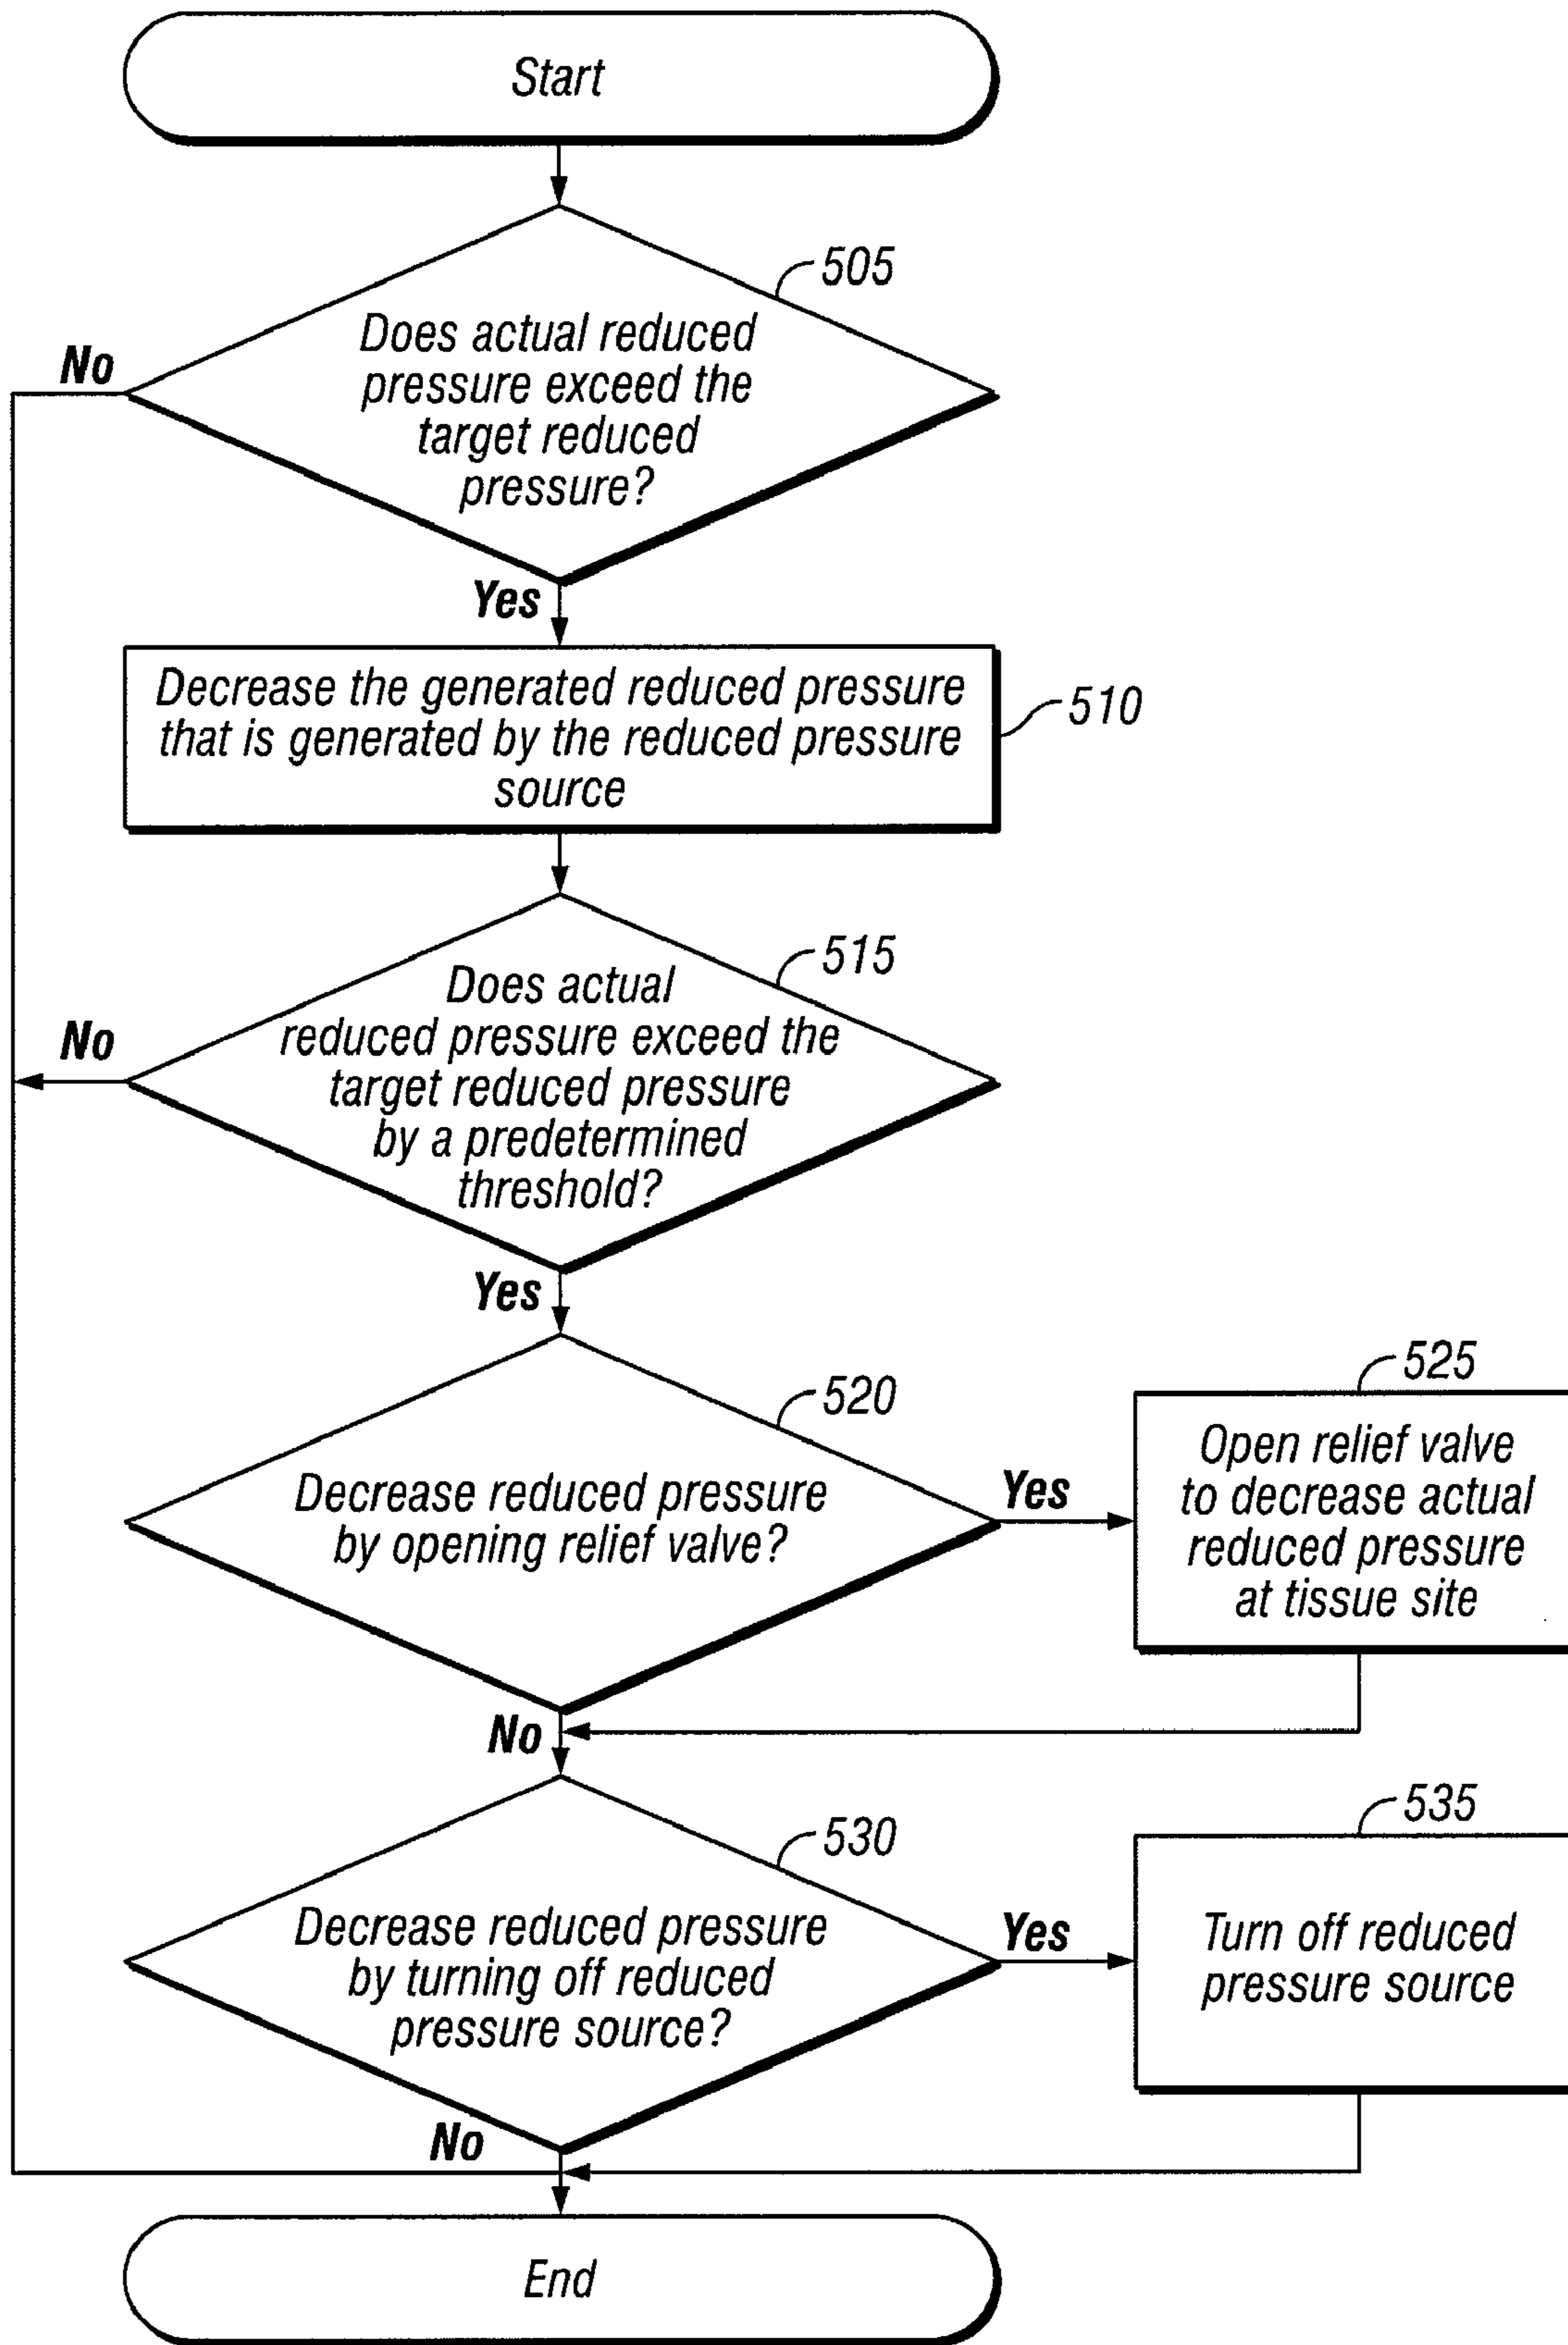 Start
505
Does actual reduced
pressure exceed the
target reduced
pressure?
No
Yes
Decrease the generated reduced pressure
that is generated by the reduced pressure
source
510
515
Does actual
reduced pressure exceed the
target reduced pressure
by a predetermined
threshold?
No
Yes
520
Decrease reduced pressure
by opening relief valve?
Yes
525
Open relief valve
to decrease actual
reduced pressure
at tissue site
No
530
Decrease reduced pressure
by turning off reduced
pressure source?
Yes
535
Turn off reduced
pressure source
No
End